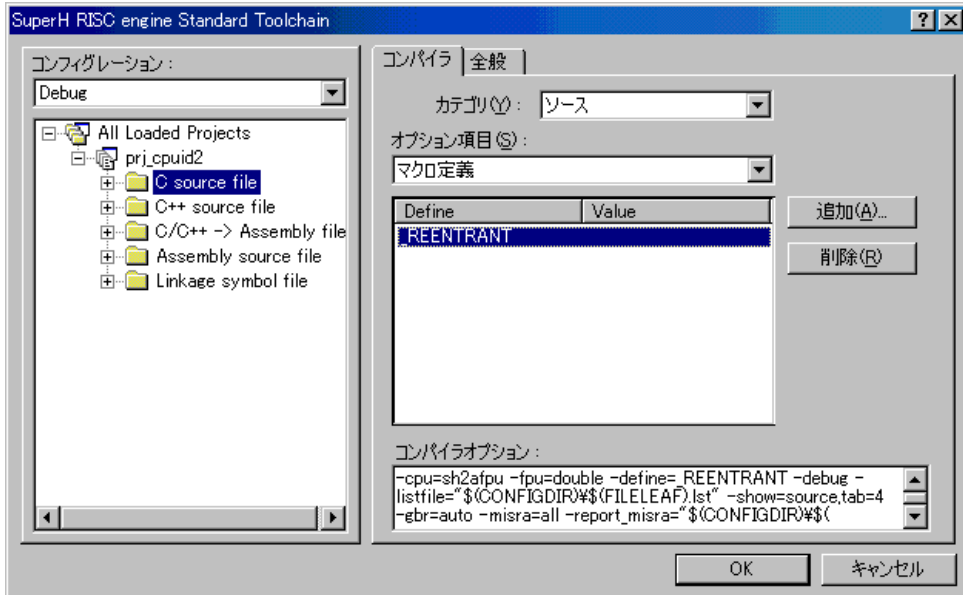 SuperH RISC engine Standard Toolchain
コンフィグレーション :
Debug
All Loaded Projects
prj_cpuid2
C source file
C++ source file
C/C++ -> Assembly file
Assembly source file
Linkage symbol file
コンパイラ 全般
カテゴリ(Y) : ソース
オプション項目(S) :
マクロ定義
Define Value
_REENTRANT
追加(A)...
削除(R)
コンパイラオプション :
-cpu=sh2afpu -fpu=double -define=_REENTRANT -debug -
listfile="$(CONFIGDIR)¥$(FILELEAF).lst" -show=source,tab=4
-gbr=auto -misra=all -report_misra="$(CONFIGDIR)¥$(
OK キャンセル